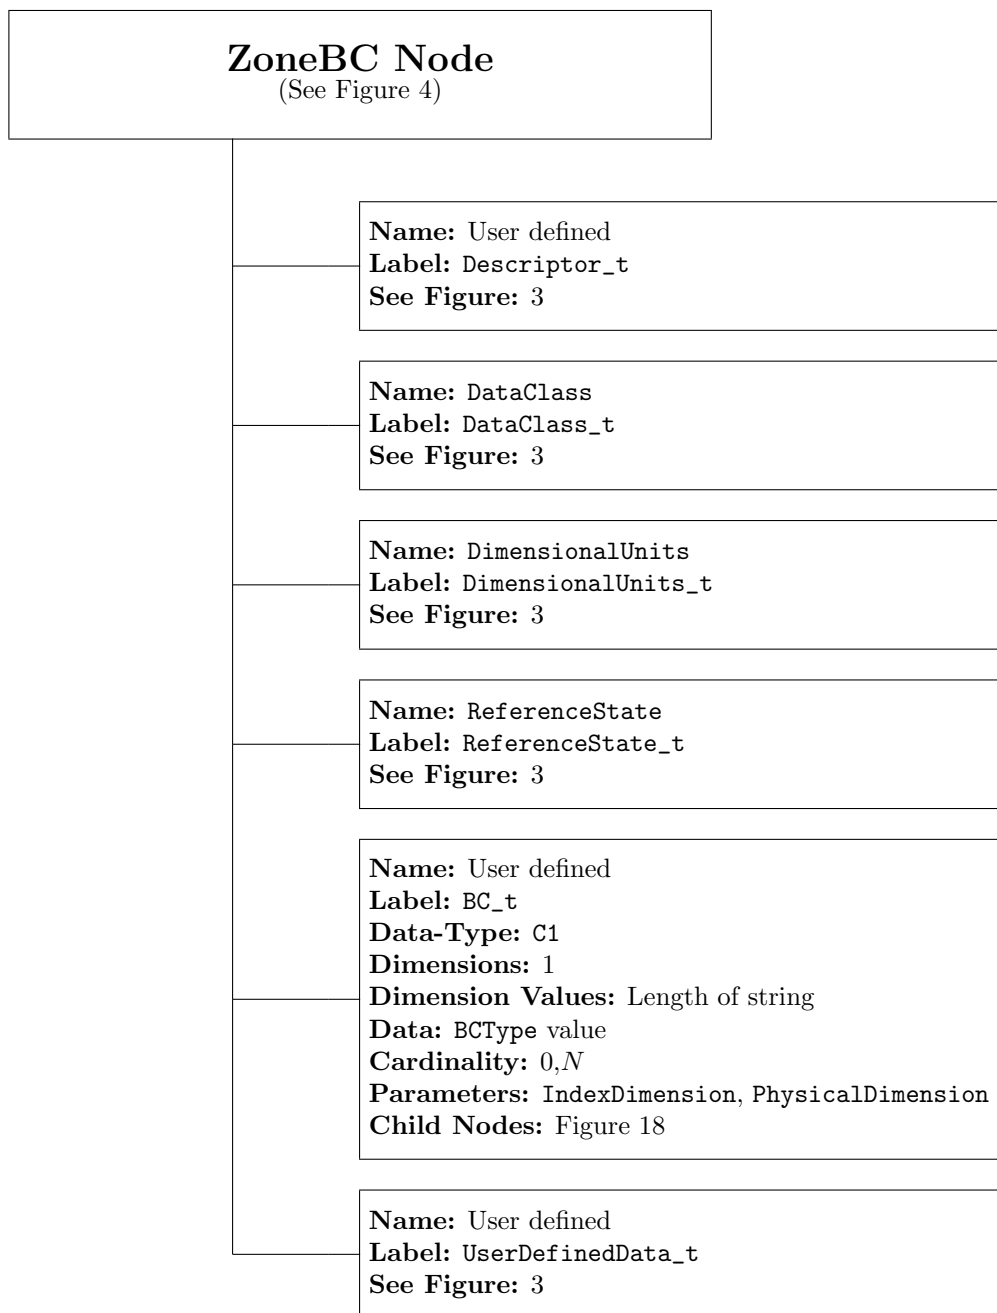 ZoneBC Node
(See Figure 4)
Name: User defined
Label: Descriptor_t
See Figure: 3
Name: DataClass
Label: DataClass_t
See Figure: 3
Name: DimensionalUnits
Label: DimensionalUnits_t
See Figure: 3
Name: ReferenceState
Label: ReferenceState_t
See Figure: 3
Name: User defined
Label: BC_t
Data-Type: C1
Dimensions: 1
Dimension Values: Length of string
Data: BCType value
Cardinality: 0,N
Parameters: IndexDimension, PhysicalDimension
Child Nodes: Figure 18
Name: User defined
Label: UserDefinedData_t
See Figure: 3